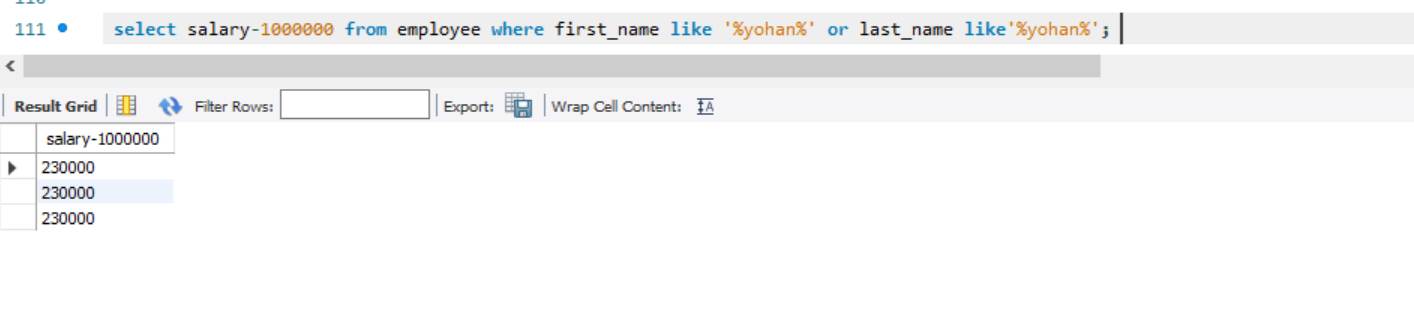 110
111 select salary-1000000 from employee where first_name like '%yohan%' or last_name like'%yohan%';
Result Grid Filter Rows: Export: Wrap Cell Content:
salary-1000000
230000
230000
230000